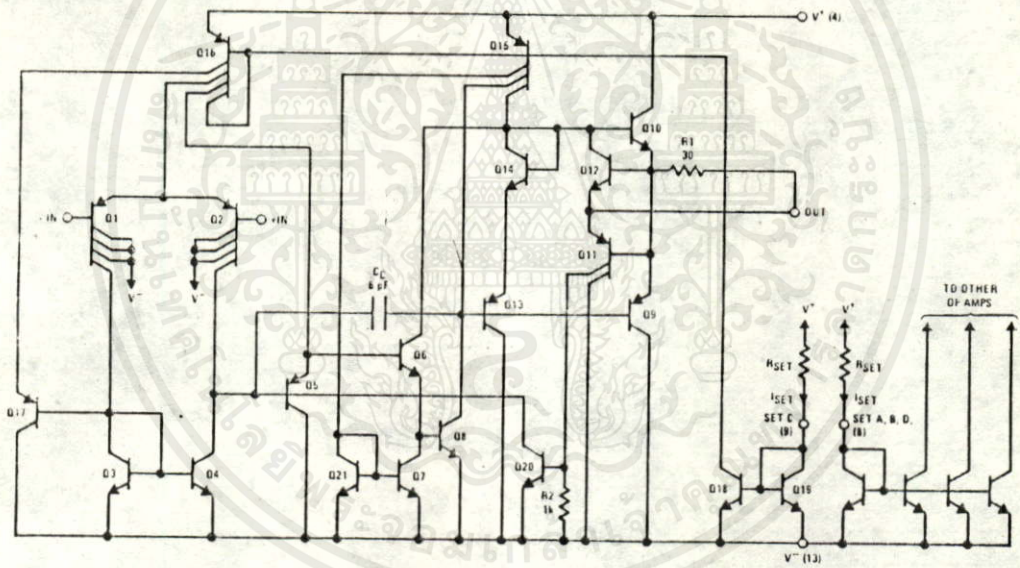 V+ (4)
Q16
Q15
Q10
R1
30
Q14
Q12
OUT
-IN
Q1
Q2
+IN
Q11
V-
V-
CC
6 pF
TO OTHER
OP AMPS
Q13
Q9
V+
V+
RSET
RSET
Q6
Q5
ISET
ISET
SET C
(9)
SET A, B, D,
(8)
Q17
Q8
Q3
Q4
Q21
Q7
Q20
R2
1k
Q18
Q19
V- (13)